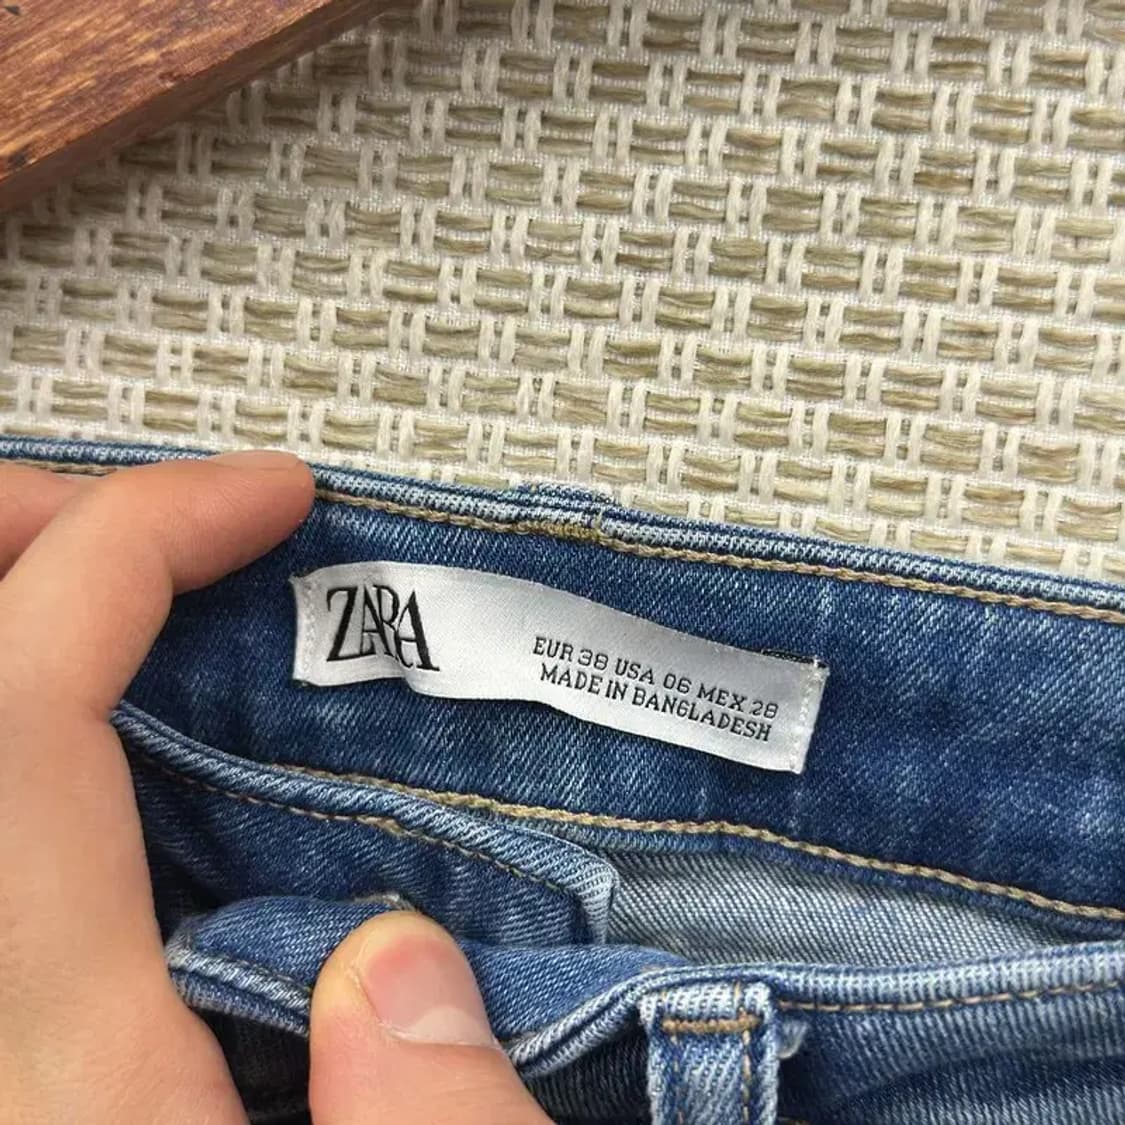 ZARA
EUR 38 USA 06 MEX 28
MADE IN BANGLADESH